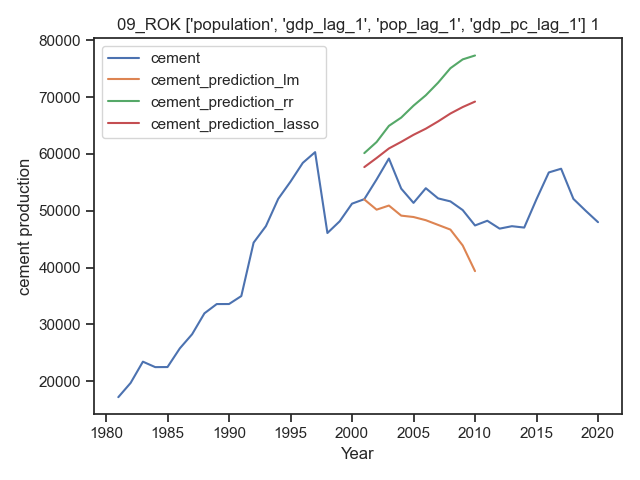 09_ROK ['population', 'gdp_lag_1', 'pop_lag_1', 'gdp_pc_lag_1'] 1
80000
70000
60000
50000
40000
30000
20000
cement production
cement
cement_prediction_lm
cement_prediction_rr
cement_prediction_lasso
1980 1985 1990 1995 2000 2005 2010 2015 2020
Year